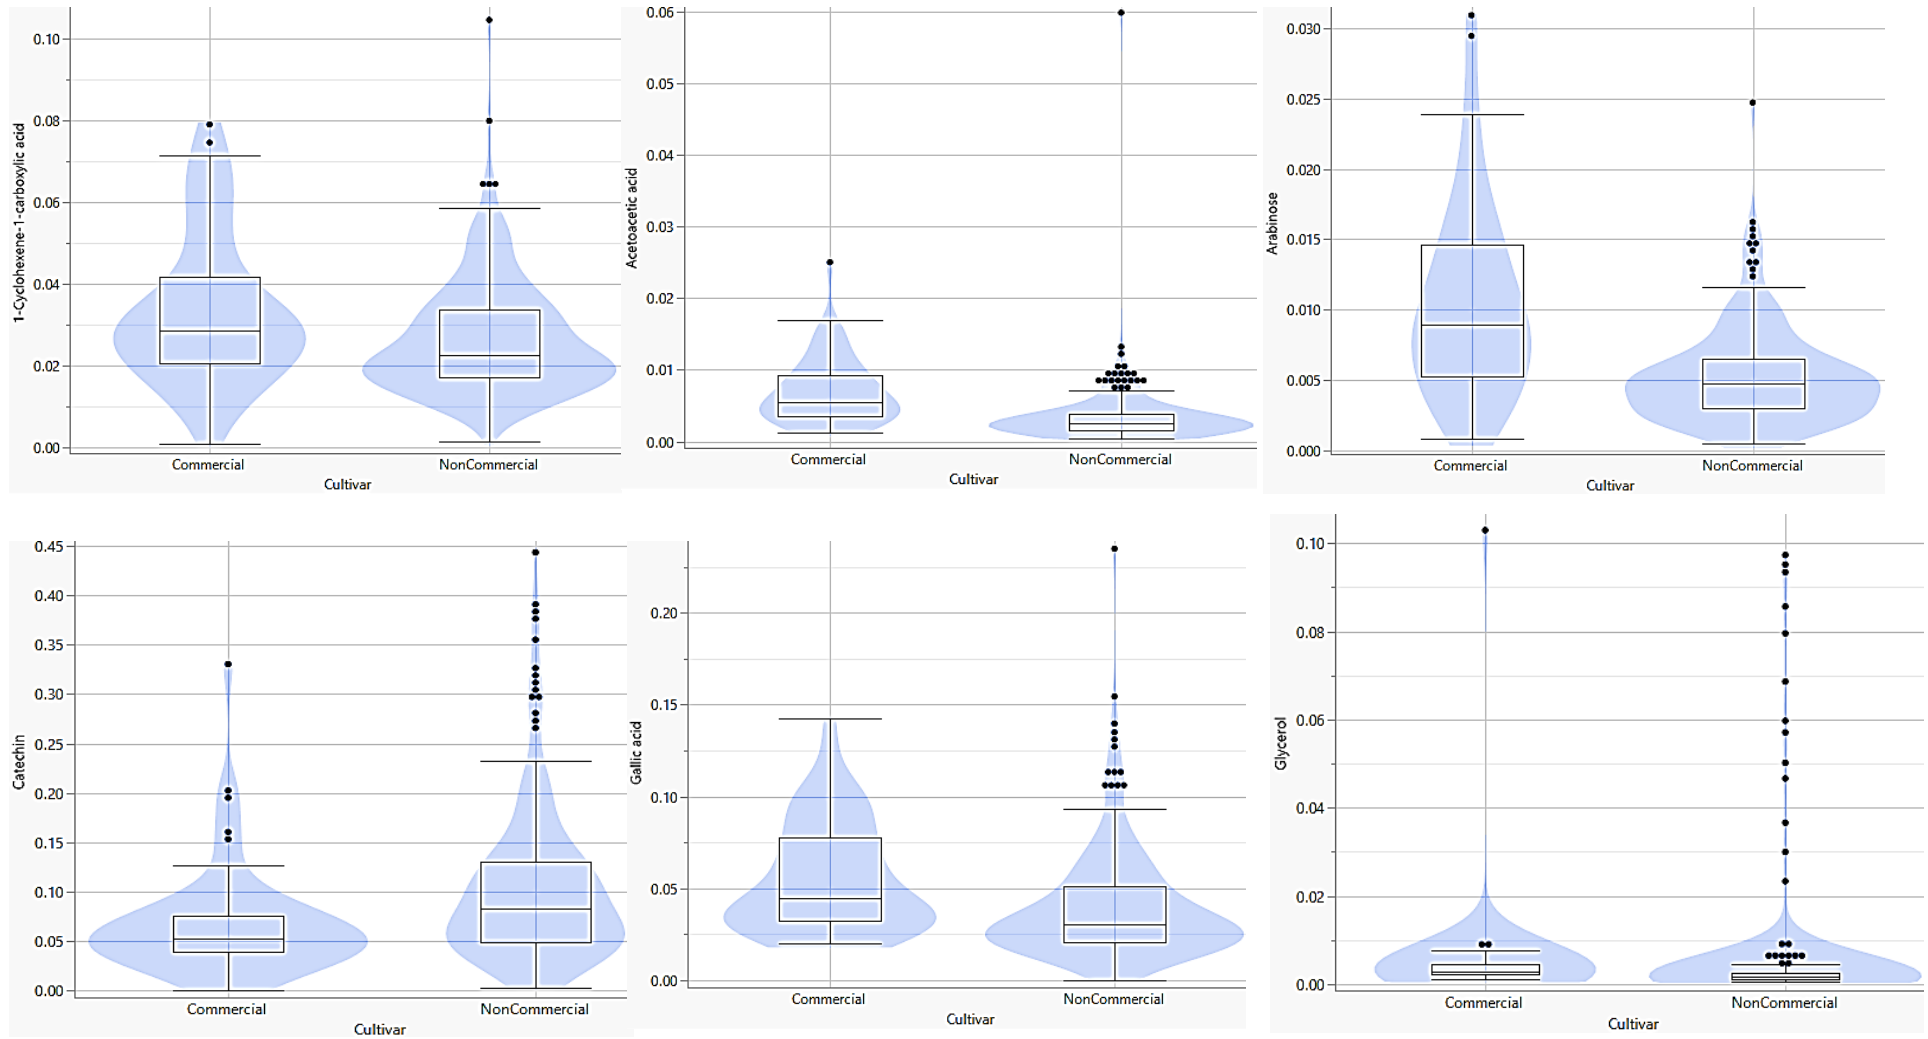 1-Cyclohexene-1-carboxylic acid
0.10
0.08
0.06
0.04
0.02
0.00
Commercial NonCommercial
Cultivar
Acetoacetic acid
0.06
0.05
0.04
0.03
0.02
0.01
0.00
Commercial NonCommercial
Cultivar
Arabinose
0.030
0.025
0.020
0.015
0.010
0.005
0.000
Commercial NonCommercial
Cultivar
Catechin
0.45
0.40
0.35
0.30
0.25
0.20
0.15
0.10
0.05
0.00
Commercial NonCommercial
Cultivar
Gallic acid
0.20
0.15
0.10
0.05
0.00
Commercial NonCommercial
Cultivar
Glycerol
0.10
0.08
0.06
0.04
0.02
0.00
Commercial NonCommercial
Cultivar